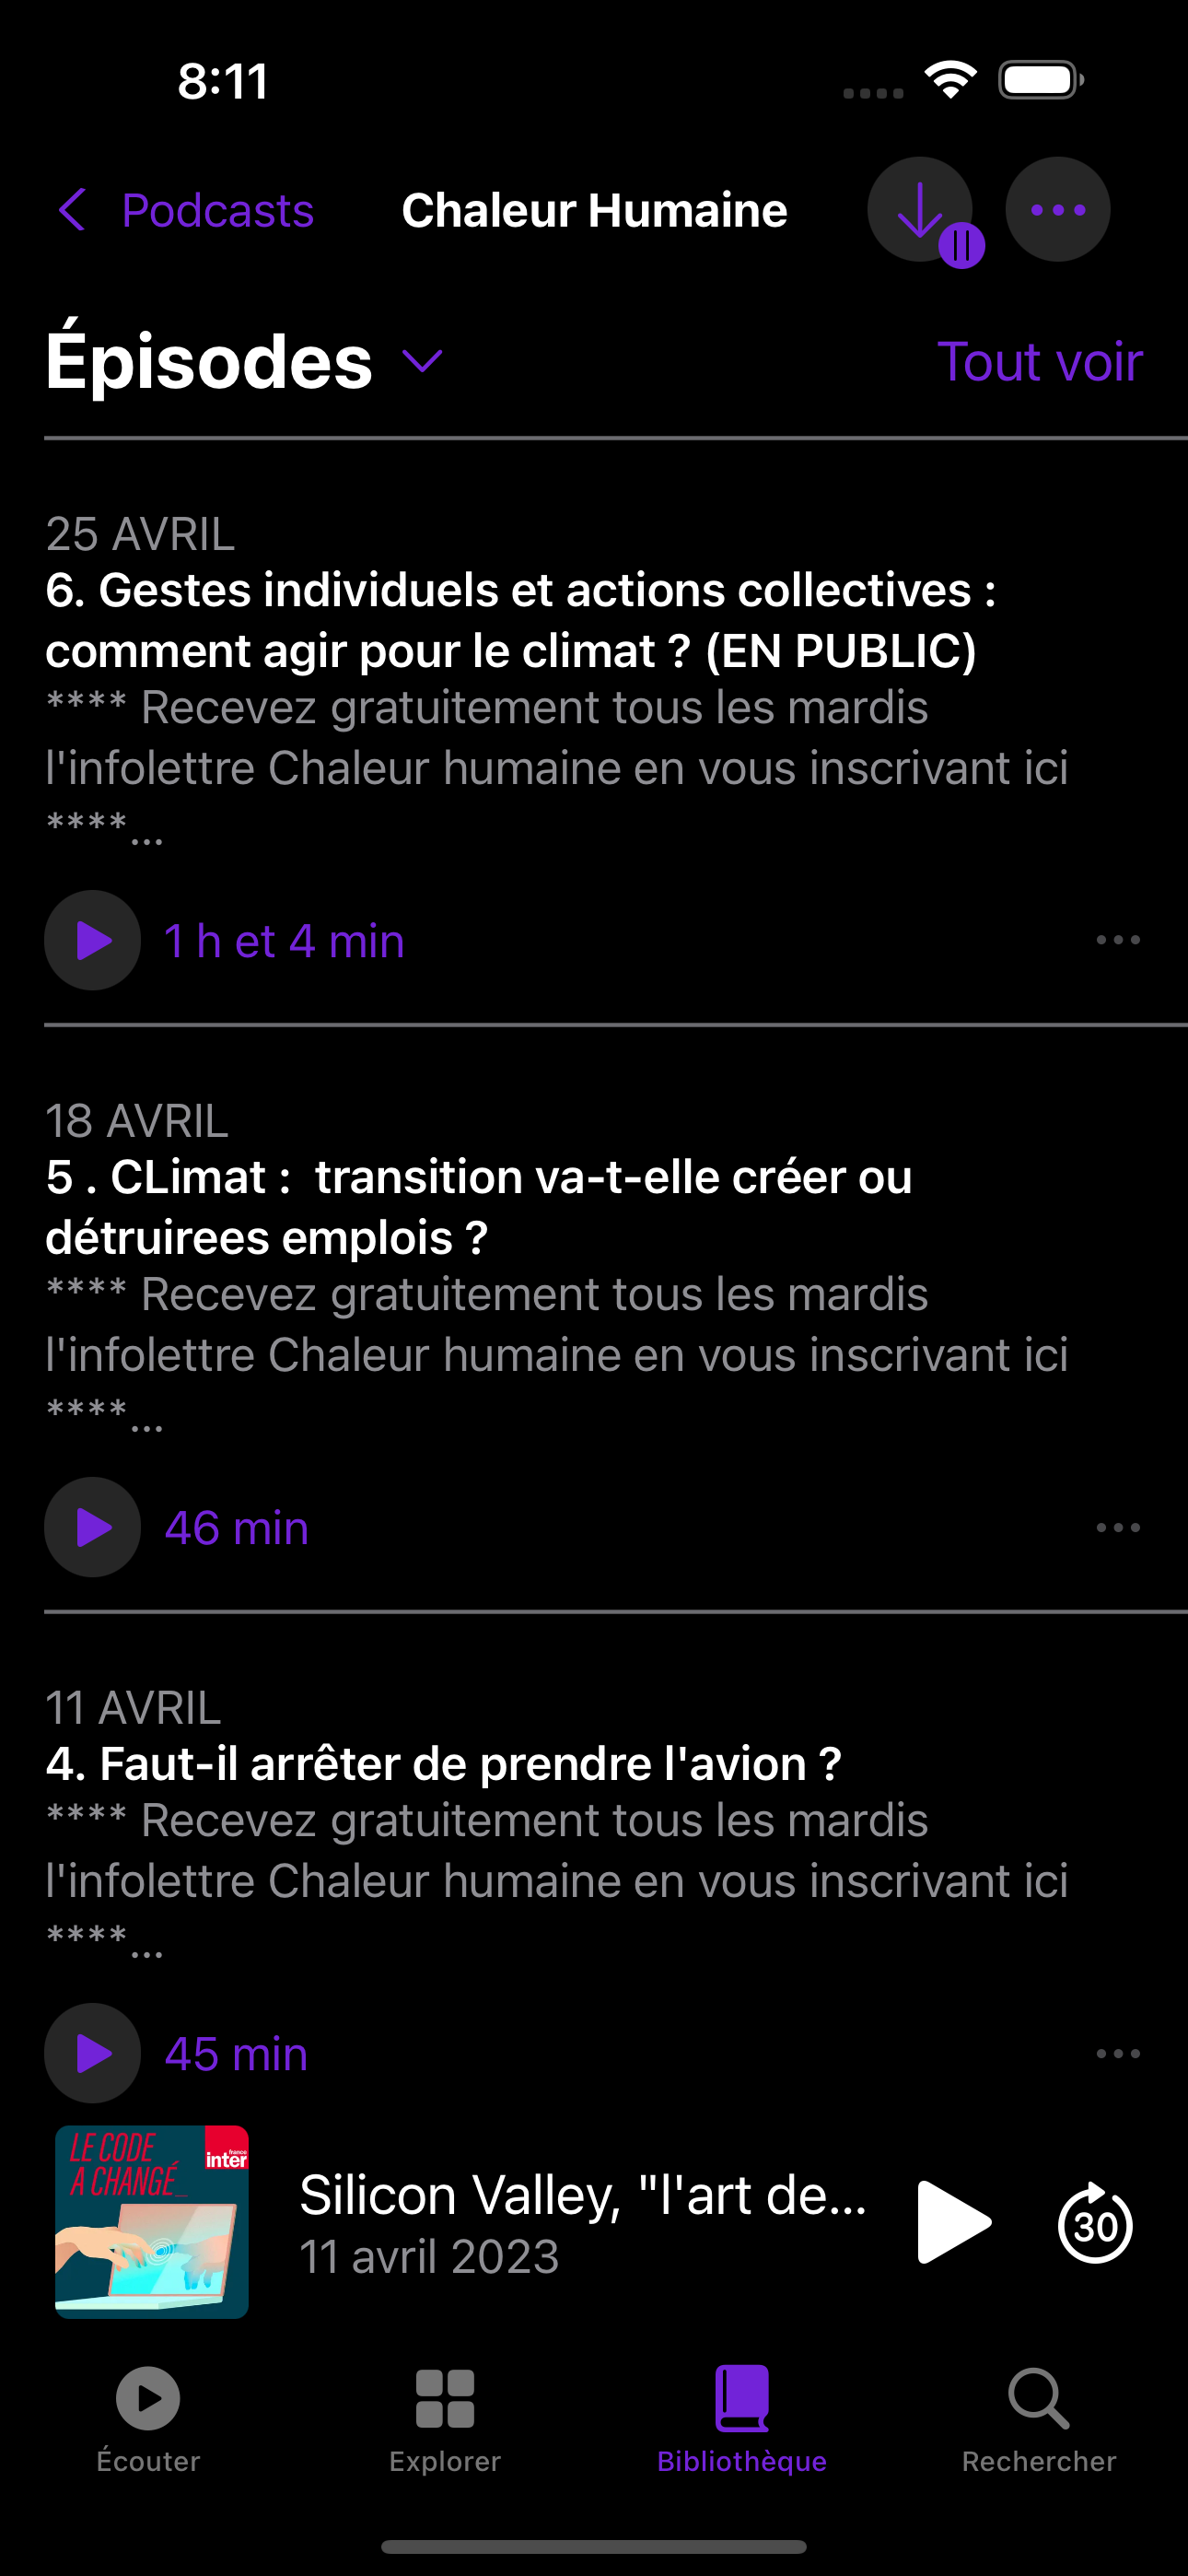 8:11
Podcasts
Chaleur Humaine
Épisodes
Tout voir
25 AVRIL
6. Gestes individuels et actions collectives :
comment agir pour le climat ? (EN PUBLIC)
**** Recevez gratuitement tous les mardis
l'infolettre Chaleur humaine en vous inscrivant ici
****...
1 h et 4 min
18 AVRIL
5 . CLimat :  transition va-t-elle créer ou
détruirees emplois ?
**** Recevez gratuitement tous les mardis
l'infolettre Chaleur humaine en vous inscrivant ici
****...
46 min
11 AVRIL
4. Faut-il arrêter de prendre l'avion ?
**** Recevez gratuitement tous les mardis
l'infolettre Chaleur humaine en vous inscrivant ici
****...
45 min
LE CODE
A CHANGÉ_
france
inter
Silicon Valley, "l'art de...
11 avril 2023
30
Écouter
Explorer
Bibliothèque
Rechercher